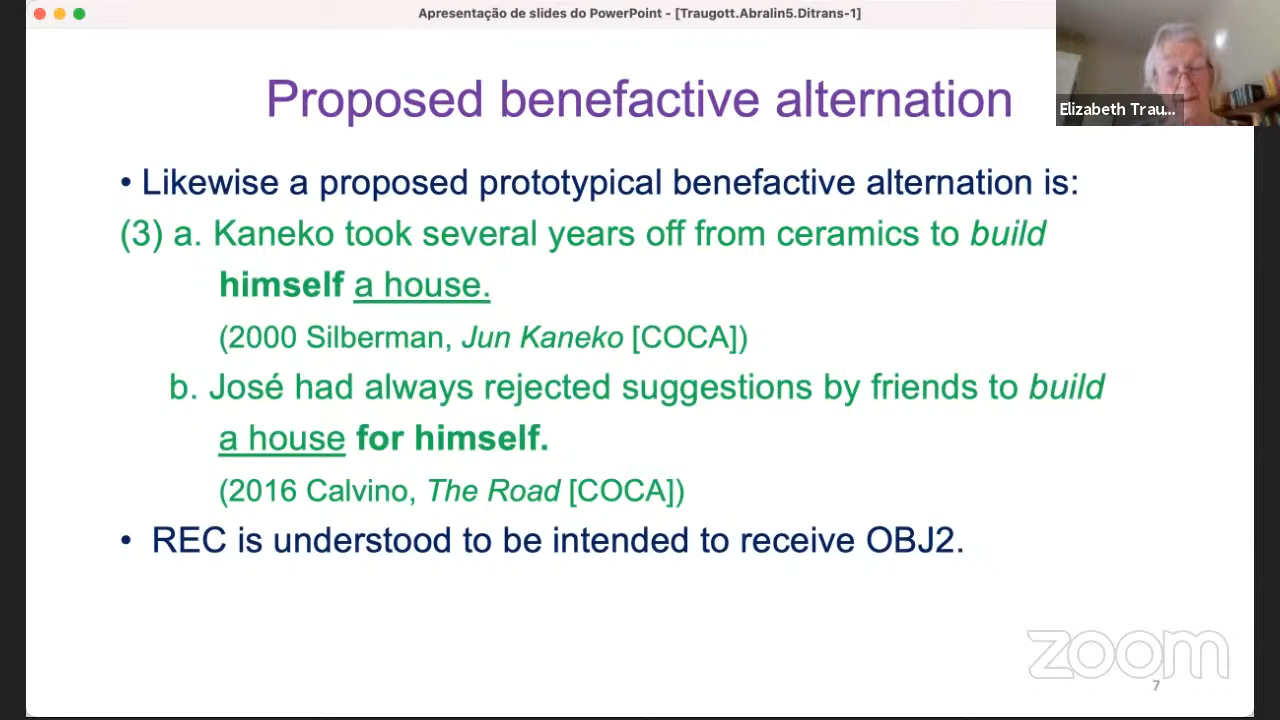 Apresentação de slides do PowerPoint - [Traugott.Abralin5.Ditrans-1]
Elizabeth Trau...
Proposed benefactive alternation
• Likewise a proposed prototypical benefactive alternation is:
(3) a. Kaneko took several years off from ceramics to build
himself a house.
(2000 Silberman, Jun Kaneko [COCA])
b. José had always rejected suggestions by friends to build
a house for himself.
(2016 Calvino, The Road [COCA])
• REC is understood to be intended to receive OBJ2.
zoom
7